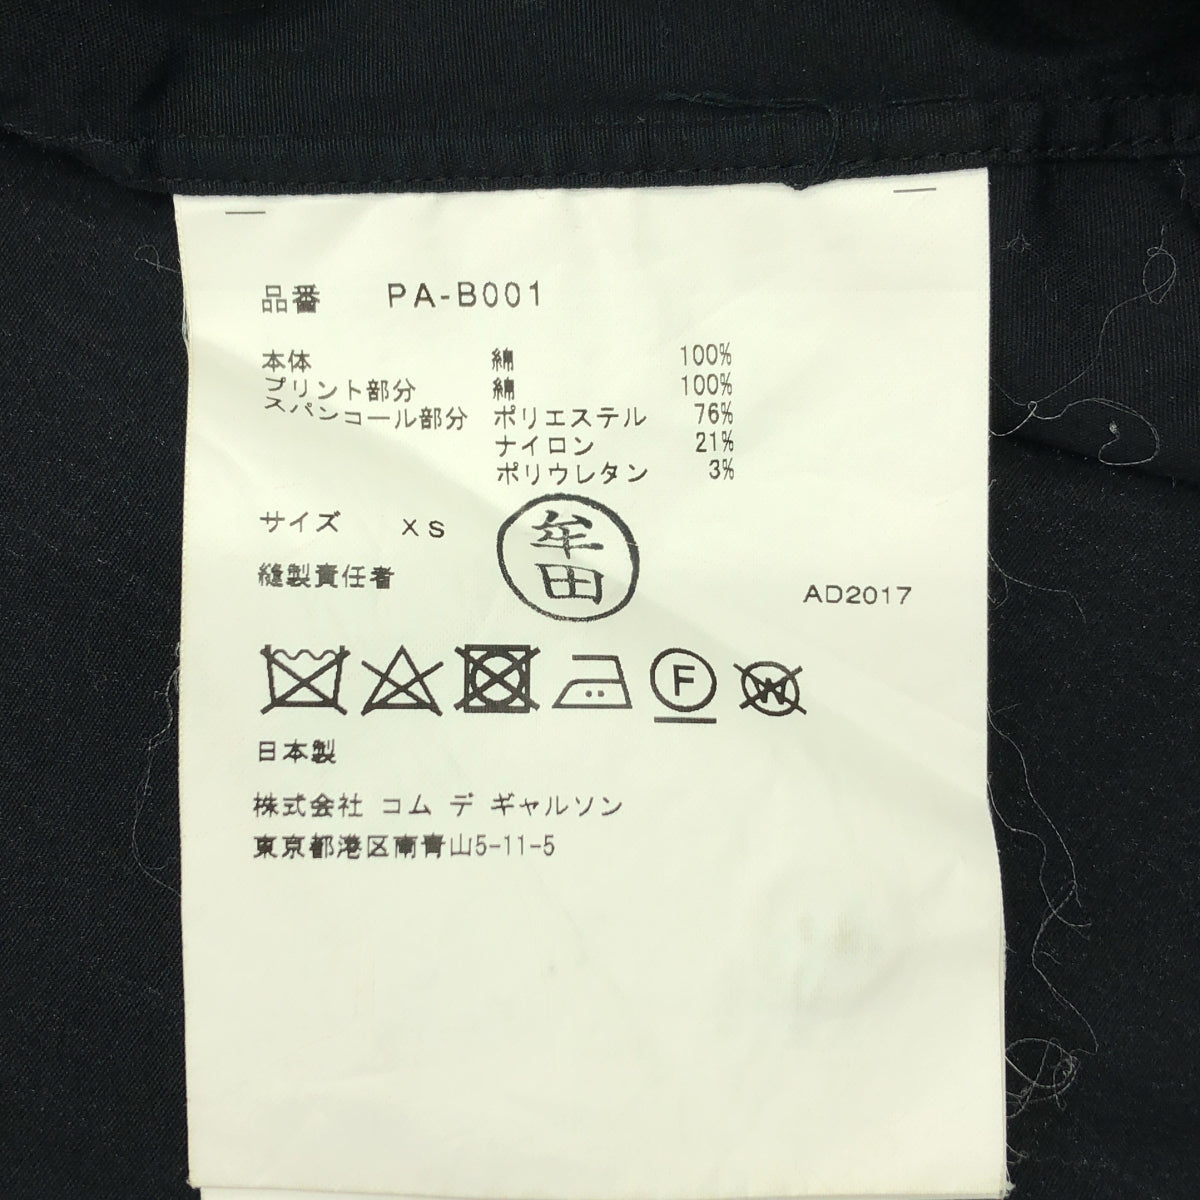 品番 PA-B001
本体 綿 100%
プリント部分 綿 100%
スパンコール部分 ポリエステル 76%
ナイロン 21%
ポリウレタン 3%
サイズ XS
牟田
縫製責任者
AD2017
F
W
日本製
株式会社 コム デ ギャルソン
東京都港区南青山5-11-5